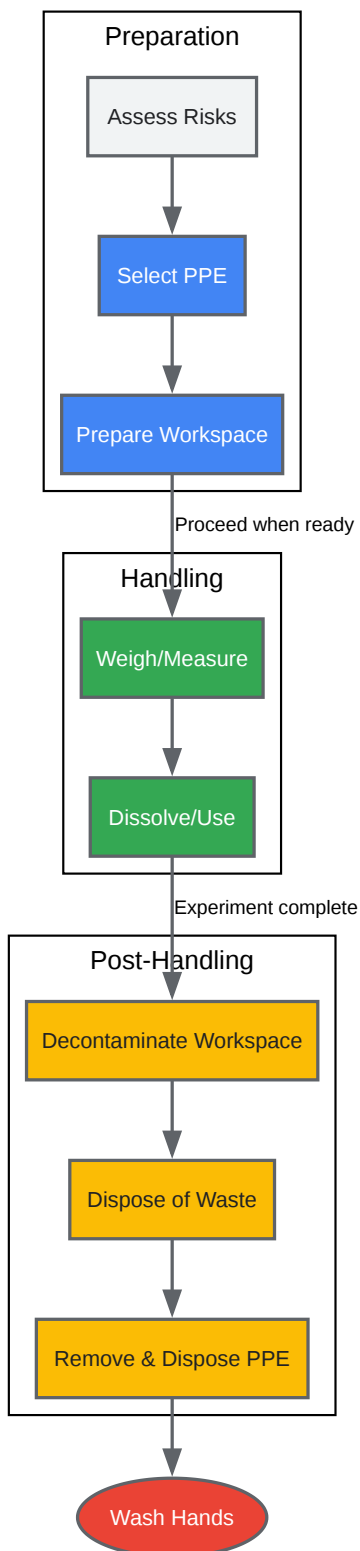 Preparation
Assess Risks
Select PPE
Prepare Workspace
Proceed when ready
Handling
Weigh/Measure
Dissolve/Use
Experiment complete
Post-Handling
Decontaminate Workspace
Dispose of Waste
Remove & Dispose PPE
Wash Hands